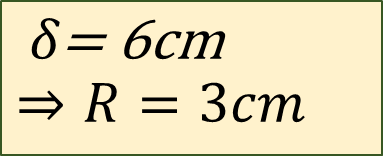 δ= 6cm
⇒ R = 3cm